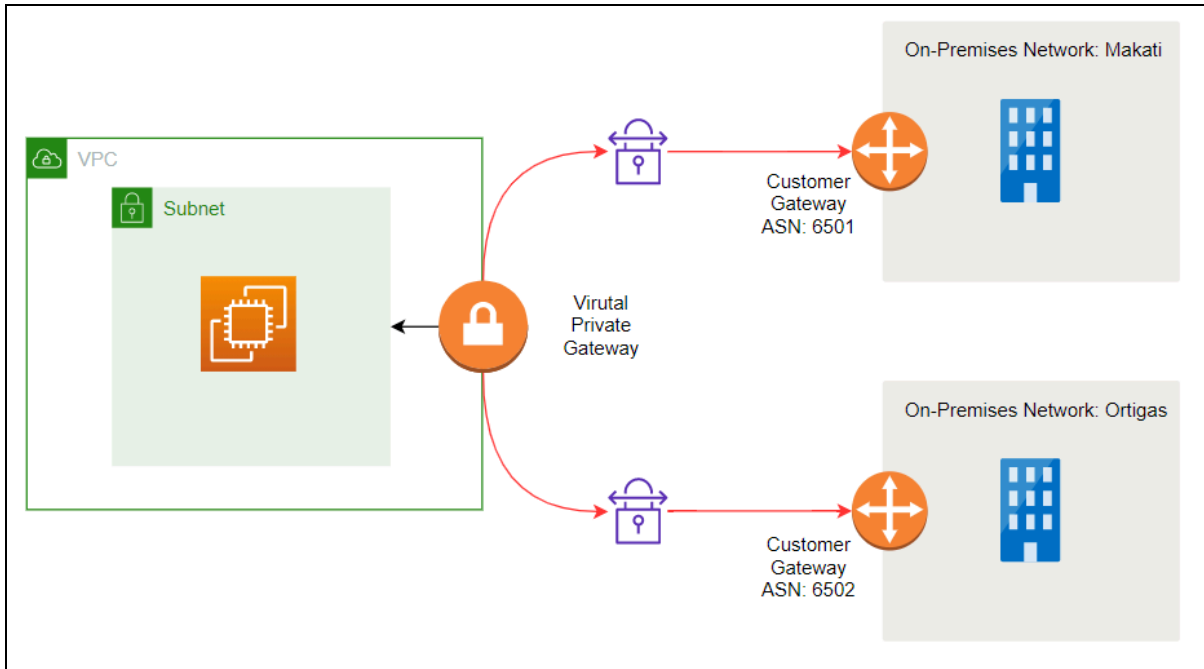 On-Premises Network: Makati
VPC
Subnet
Customer
Gateway
ASN: 6501
Virutal
Private
Gateway
On-Premises Network: Ortigas
Customer
Gateway
ASN: 6502